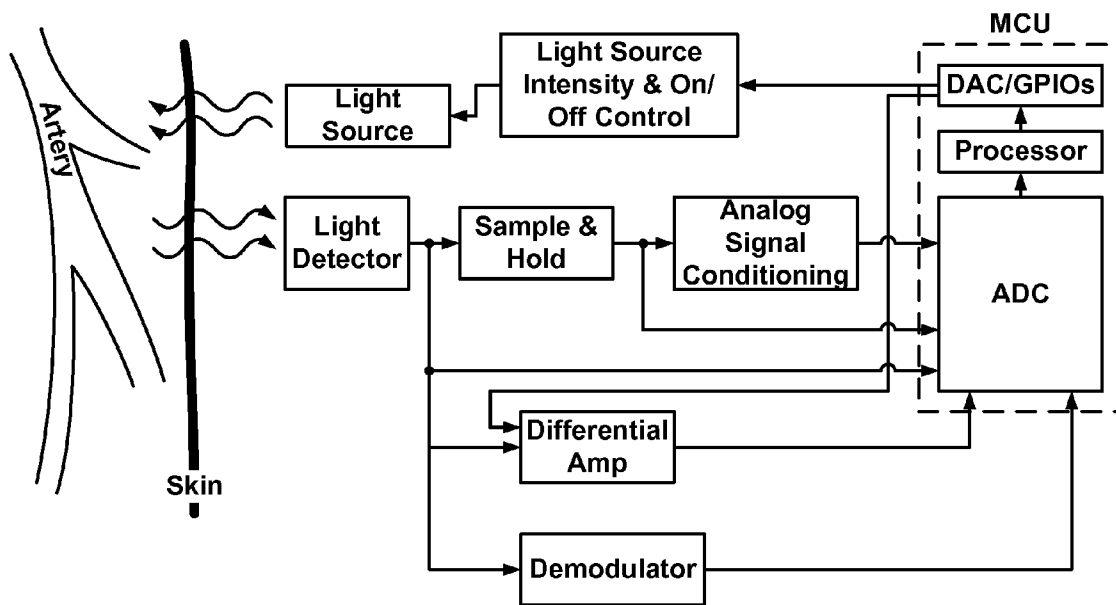 MCU
Light Source
Intensity & On/
Off Control
DAC/GPIOs
Light
Source
Artery
Processor
Light
Detector
Sample &
Hold
Analog
Signal
Conditioning
ADC
Differential
Amp
Skin
Demodulator